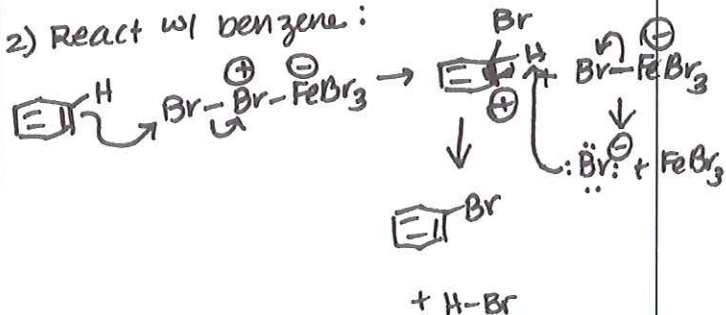 2) React w/ benzene:
H Br-Br-FeBr3 → Br H + Br-FeBr3
⊕ ⊖ ⊕ ⊖
:Br: ⊖ + FeBr3
Br
+ H-Br